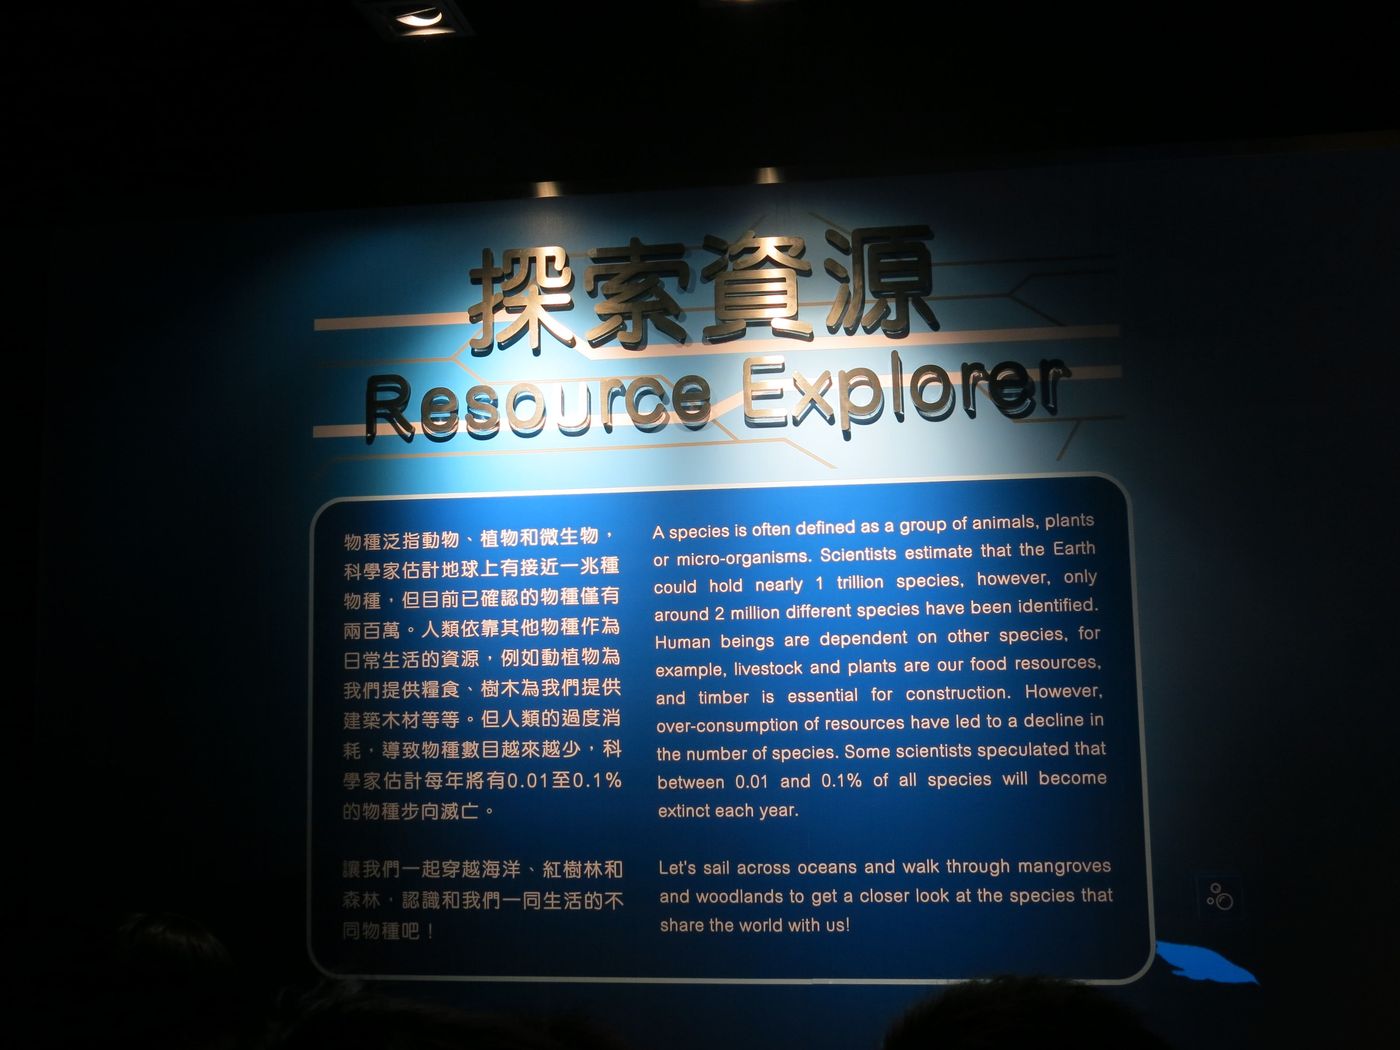 探索資源
Resource Explorer
物種泛指動物、植物和微生物，
科學家估計地球上有接近一兆種
物種，但目前已確認的物種僅有
兩百萬。人類依靠其他物種作為
日常生活的資源，例如動植物為
我們提供糧食、樹木為我們提供
建築木材等等。但人類的過度消
耗，導致物種數目越來越少，科
學家估計每年將有0.01至0.1%
的物種步向滅亡。
讓我們一起穿越海洋、紅樹林和
森林，認識和我們一同生活的不
同物種吧！
A species is often defined as a group of animals, plants
or micro-organisms. Scientists estimate that the Earth
could hold nearly 1 trillion species, however, only
around 2 million different species have been identified.
Human beings are dependent on other species, for
example, livestock and plants are our food resources,
and timber is essential for construction. However,
over-consumption of resources have led to a decline in
the number of species. Some scientists speculated that
between 0.01 and 0.1% of all species will become
extinct each year.
Let's sail across oceans and walk through mangroves
and woodlands to get a closer look at the species that
share the world with us!